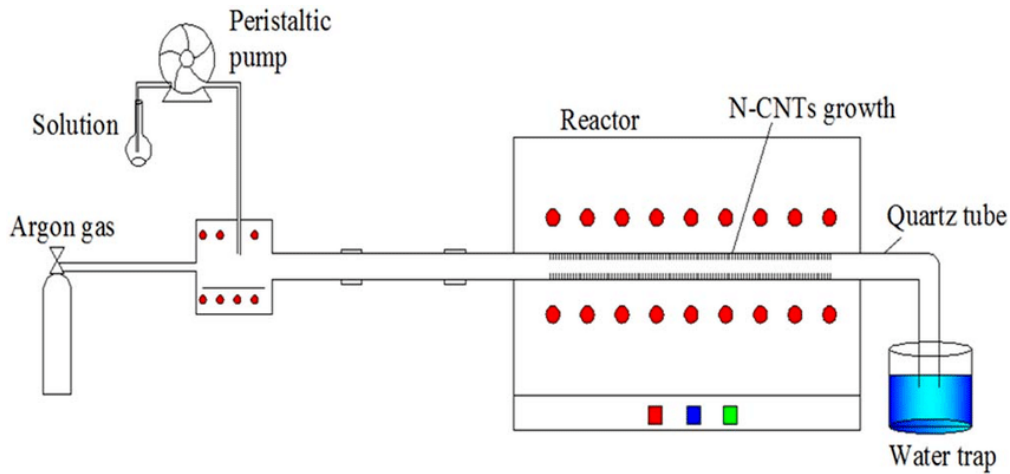 Peristaltic
pump
Solution
Argon gas
Reactor
N-CNTs growth
Quartz tube
Water trap